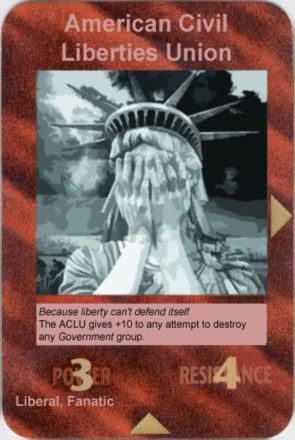 American Civil
Liberties Union
Because liberty can't defend itself
The ACLU gives +10 to any attempt to destroy
any Government group.
POWER 3 RESISTANCE 4
Liberal, Fanatic